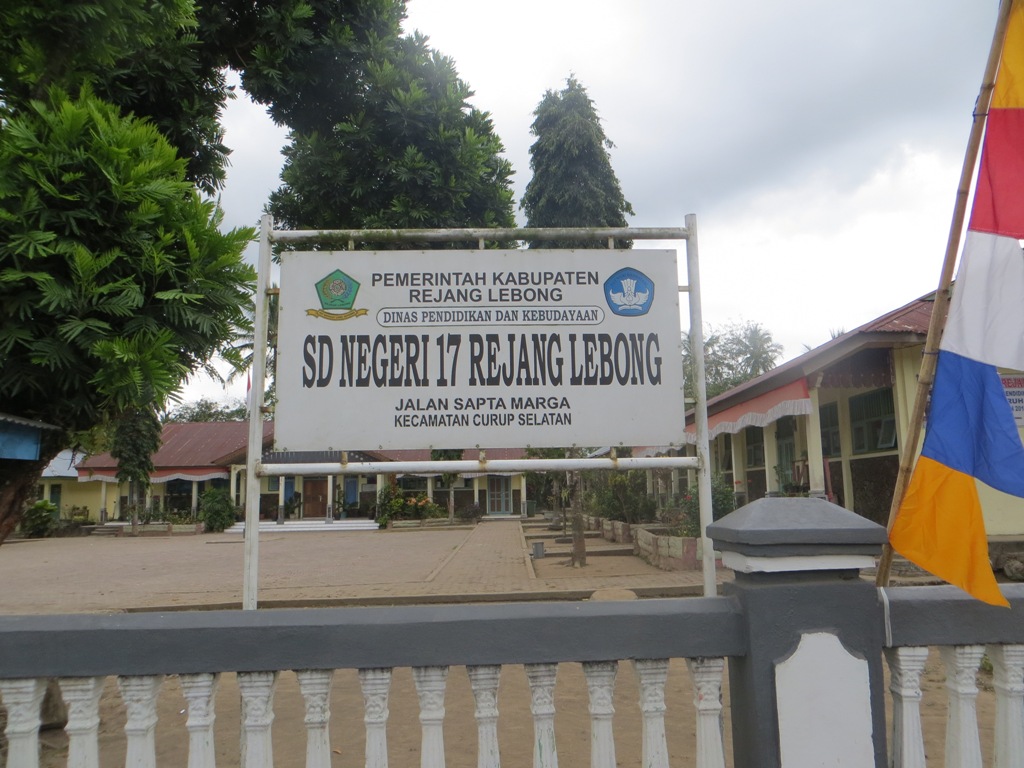 PEMERINTAH KABUPATEN
REJANG LEBONG
DINAS PENDIDIKAN DAN KEBUDAYAAN
SD NEGERI 17 REJANG LEBONG
JALAN SAPTA MARGA
KECAMATAN CURUP SELATAN